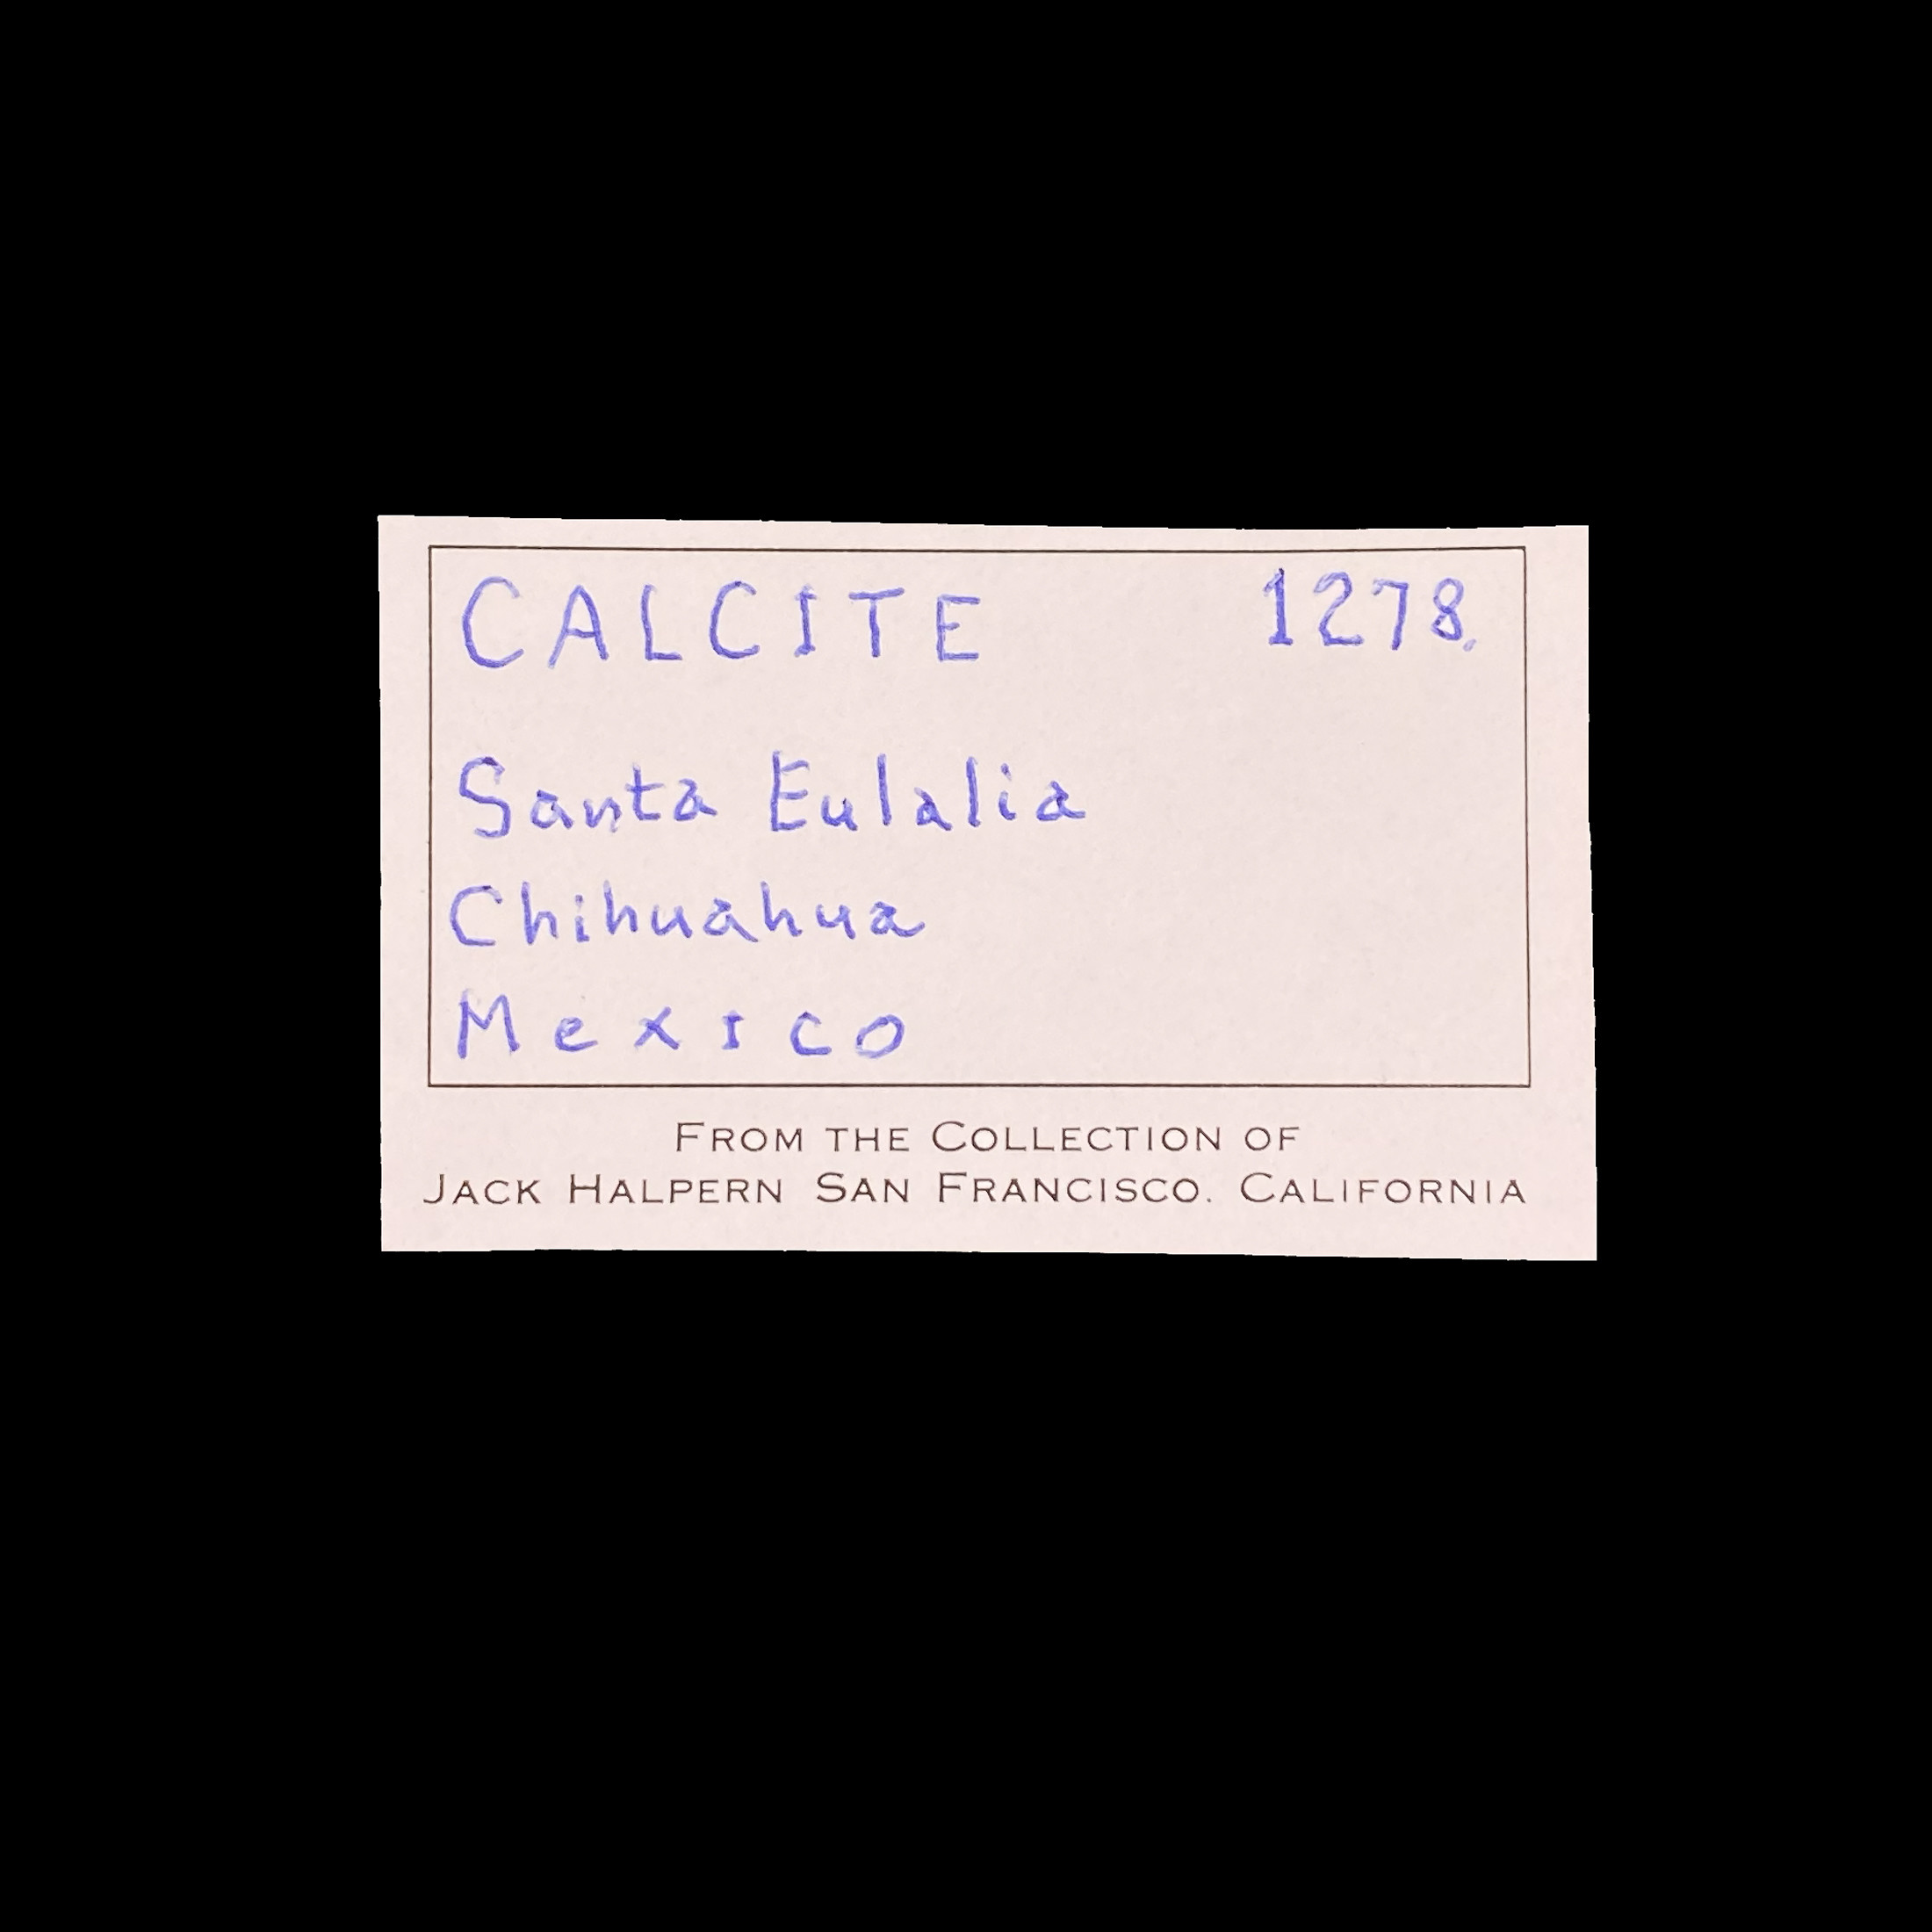 CALCITE 1278.
Santa Eulalia
Chihuahua
Mexico
FROM THE COLLECTION OF
JACK HALPERN SAN FRANCISCO. CALIFORNIA